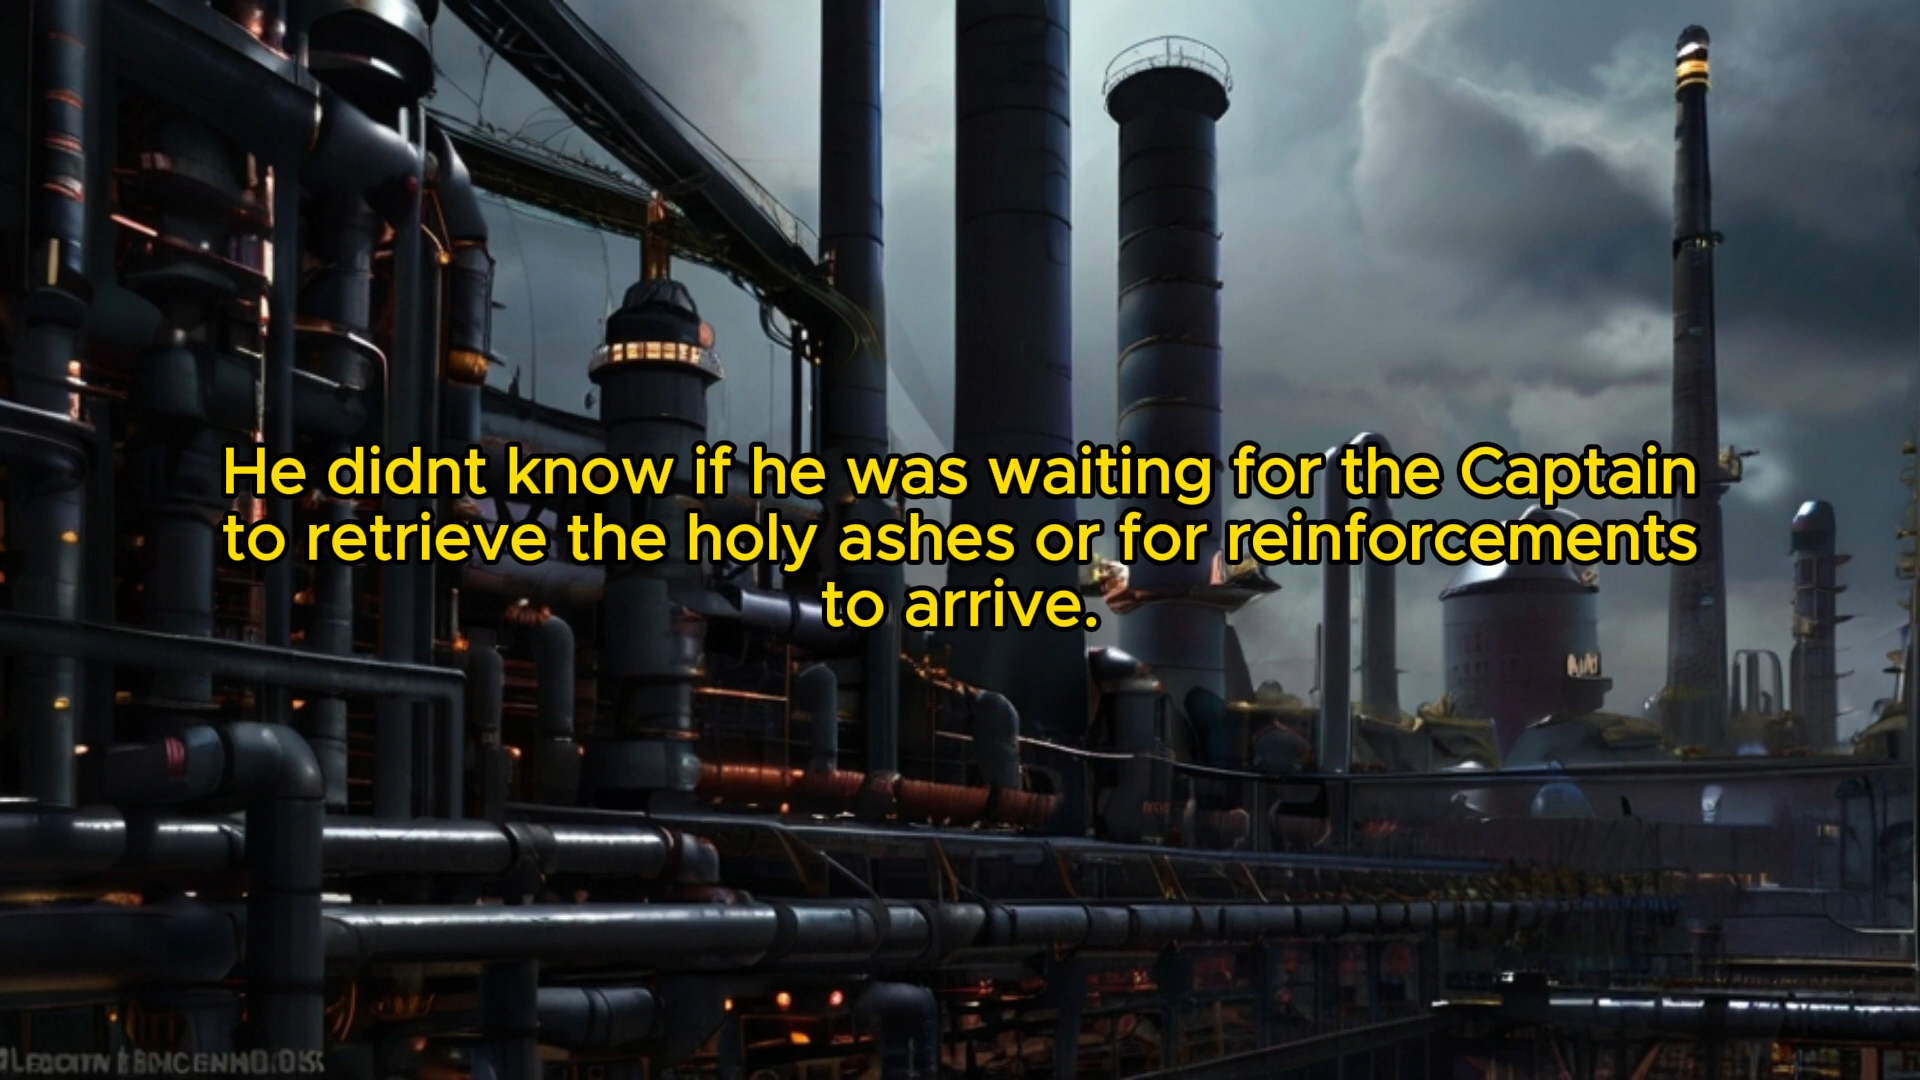 He didnt know if he was waiting for the Captain
to retrieve the holy ashes or for reinforcements
to arrive.